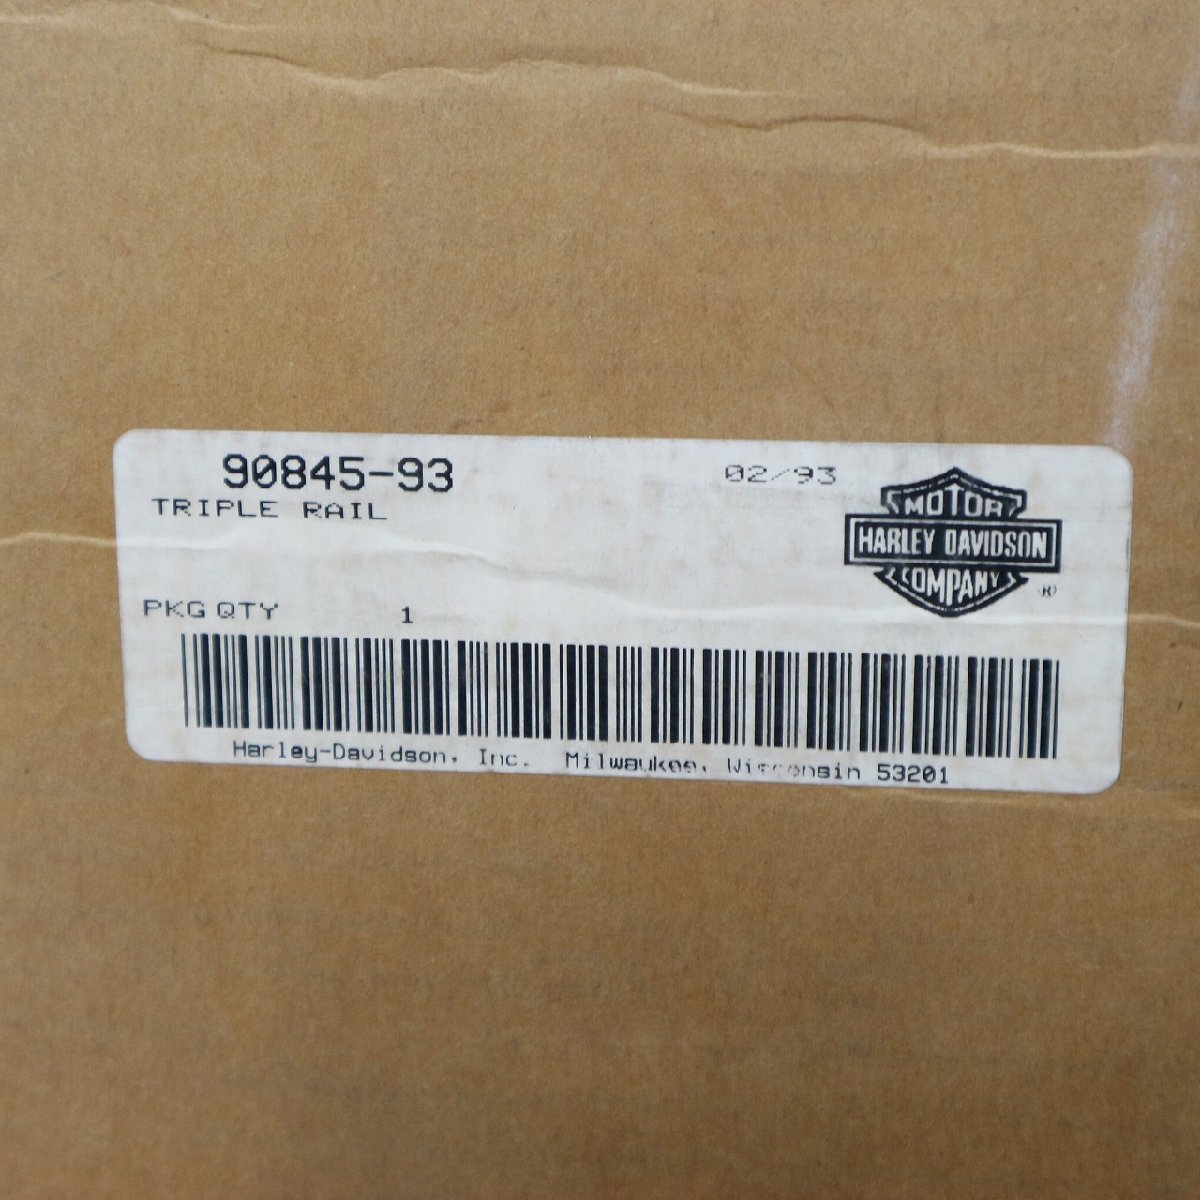 90845-93 02/93
TRIPLE RAIL
MOTOR
HARLEY DAVIDSON
COMPANY ®
PKG QTY 1
Harley-Davidson, Inc. Milwaukee, Wisconsin 53201